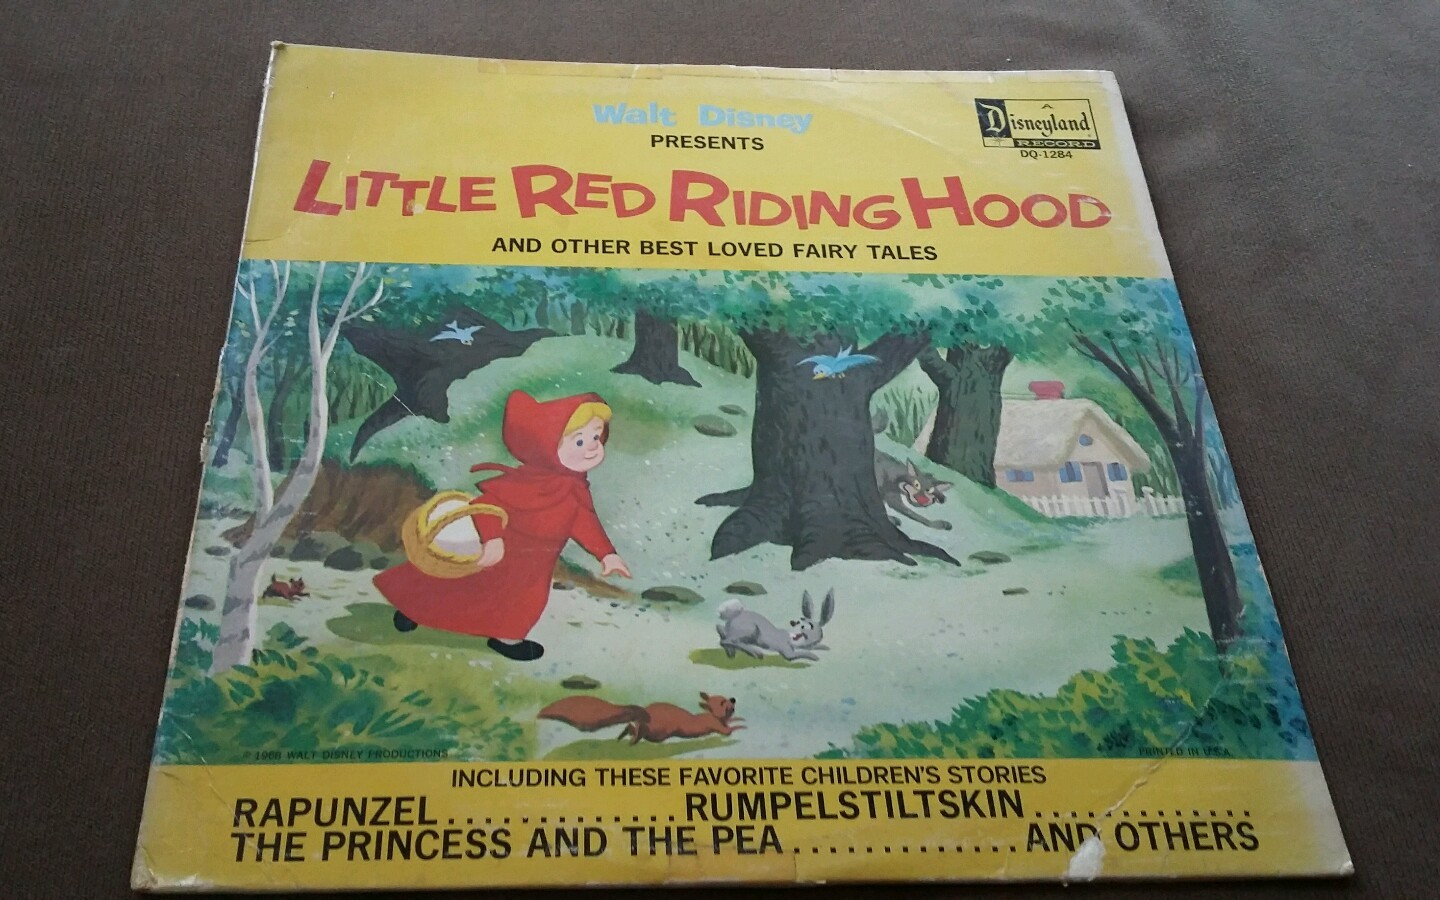 Walt Disney
PRESENTS
A
Disneyland
RECORD
DQ-1284
LITTLE RED RIDING HOOD
AND OTHER BEST LOVED FAIRY TALES
© 1968 WALT DISNEY PRODUCTIONS
PRINTED IN U.S.A.
INCLUDING THESE FAVORITE CHILDREN'S STORIES
RAPUNZEL.............RUMPELSTILTSKIN.............
THE PRINCESS AND THE PEA.............AND OTHERS